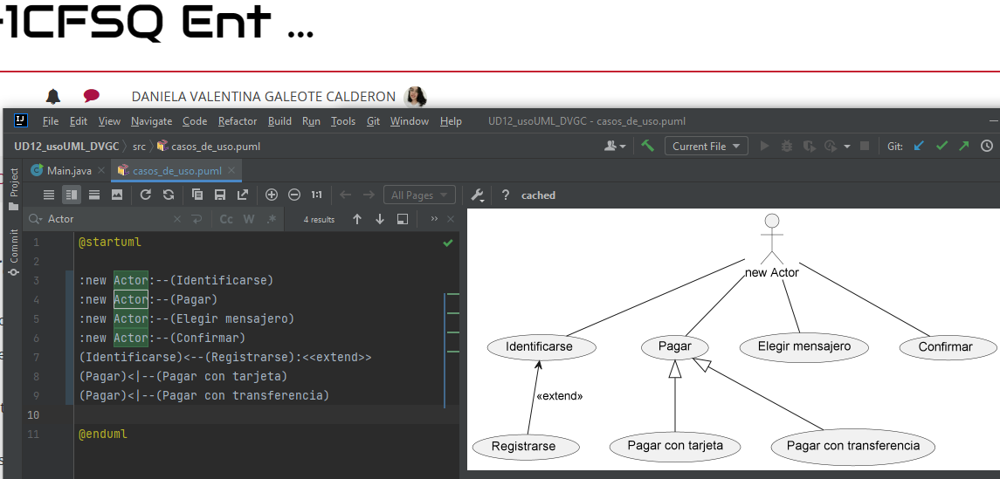 -1CFSQ Ent ...
DANIELA VALENTINA GALEOTE CALDERON
IJ File Edit View Navigate Code Refactor Build Run Tools Git Window Help UD12_usoUML_DVGC - casos_de_uso.puml
UD12_usoUML_DVGC src casos_de_uso.puml Current File Git:
Project
Commit
Main.java casos_de_uso.puml
1:1 All Pages ? cached
Actor Cc W .* 4 results
1 @startuml
2
3 :new Actor:--(Identificarse)
4 :new Actor:--(Pagar)
5 :new Actor:--(Elegir mensajero)
6 :new Actor:--(Confirmar)
7 (Identificarse)<--(Registrarse):<<extend>>
8 (Pagar)<|--(Pagar con tarjeta)
9 (Pagar)<|--(Pagar con transferencia)
10
11 @enduml
new Actor
Identificarse Pagar Elegir mensajero Confirmar
«extend»
Registrarse Pagar con tarjeta Pagar con transferencia